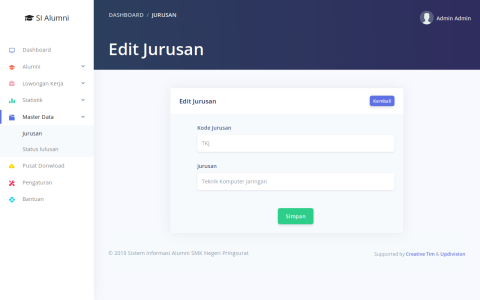 SI Alumni
DASHBOARD / JURUSAN
Admin Admin
Edit Jurusan
Dashboard
Alumni
Lowongan Kerja
Statistik
Master Data
Jurusan
Status lulusan
Pusat Donwload
Pengaturan
Bantuan
Edit Jurusan
Kembali
Kode Jurusan
TKJ
Jurusan
Teknik Komputer Jaringan
Simpan
© 2019 Sistem Informasi Alumni SMK Negeri Pringsurat
Supported by Creative Tim & Updivision